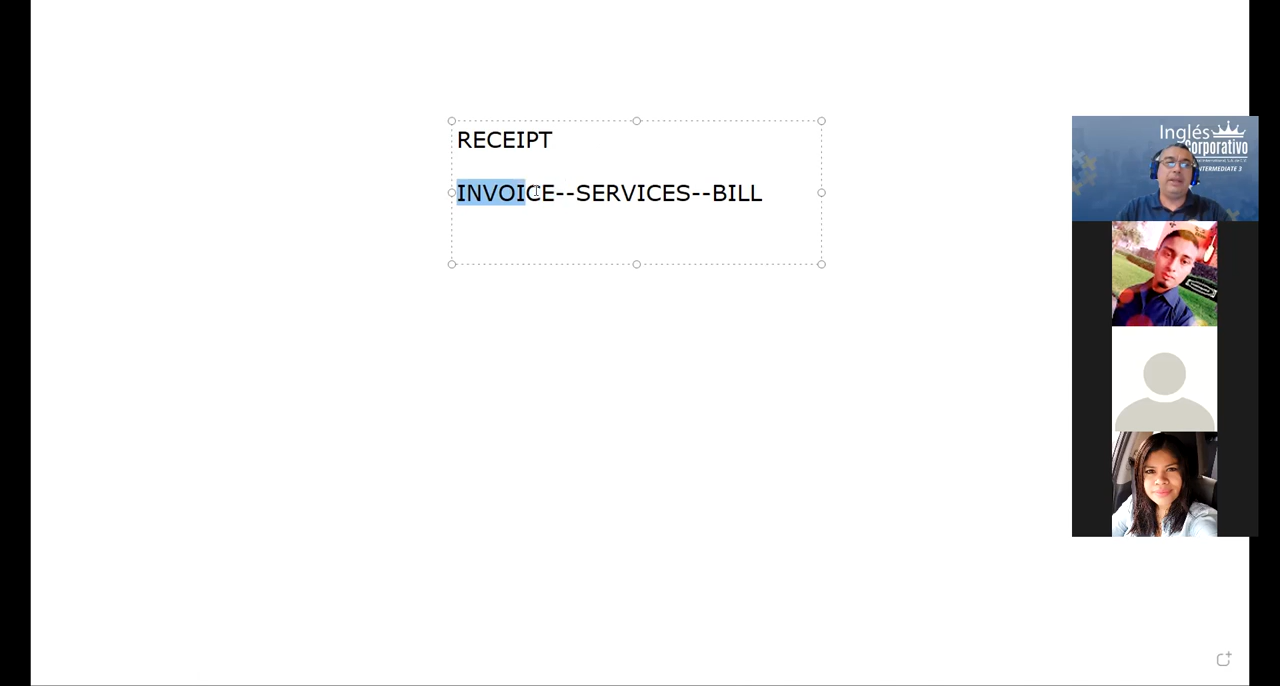 RECEIPT
INVOICE--SERVICES--BILL
Inglés
Corporativo
INTERMEDIATE 3